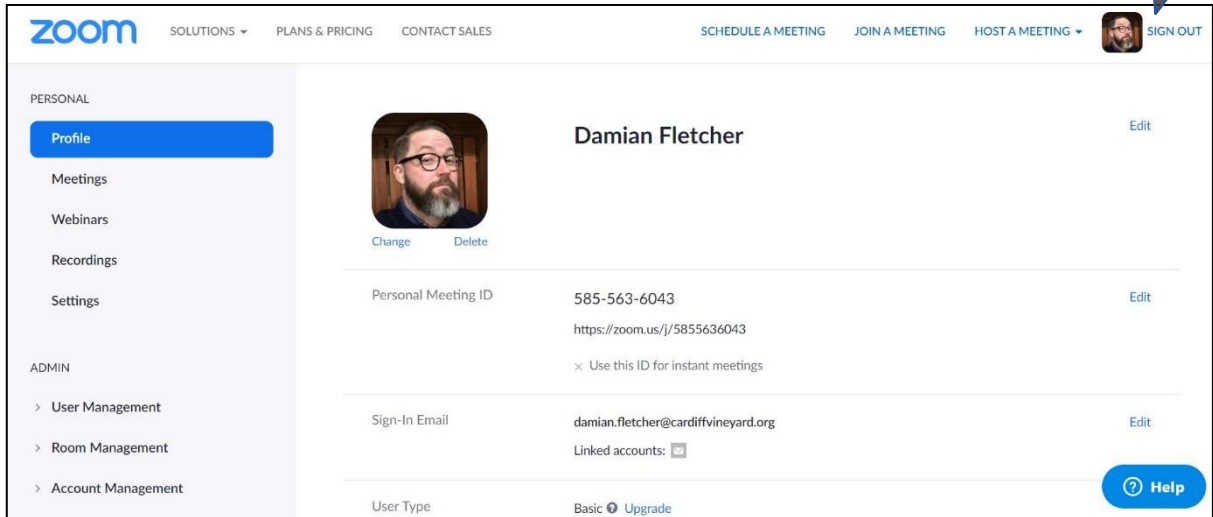 zoom SOLUTIONS PLANS & PRICING CONTACT SALES SCHEDULE A MEETING JOIN A MEETING HOST A MEETING SIGN OUT
PERSONAL
Profile
Meetings
Webinars
Recordings
Settings
ADMIN
User Management
Room Management
Account Management
Damian Fletcher Edit
Change Delete
Personal Meeting ID 585-563-6043 Edit
https://zoom.us/j/5855636043
× Use this ID for instant meetings
Sign-In Email damian.fletcher@cardiffvineyard.org Edit
Linked accounts:
User Type Basic Upgrade
Help